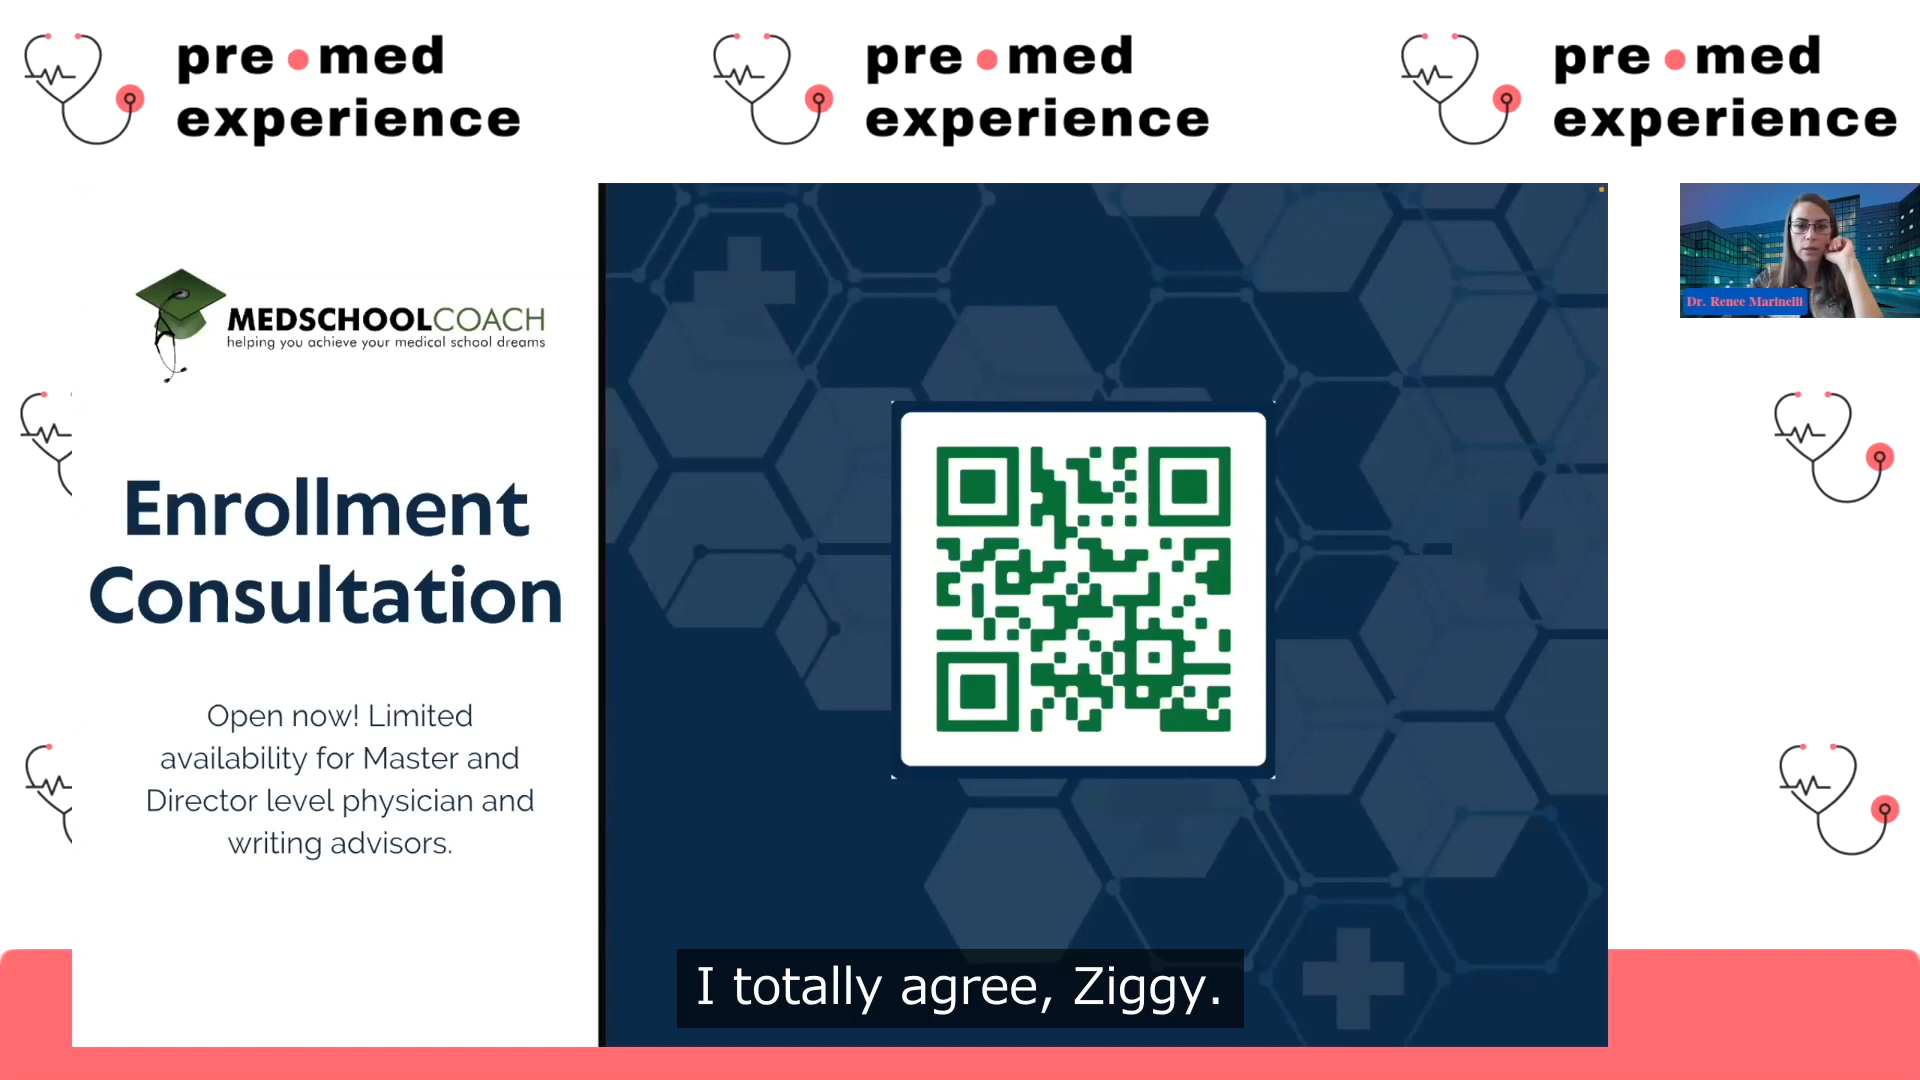 pre med
experience
pre med
experience
pre med
experience
MEDSCHOOLCOACH
helping you achieve your medical school dreams
Dr. Renee Marinelli
Enrollment
Consultation
Open now! Limited
availability for Master and
Director level physician and
writing advisors.
I totally agree, Ziggy.